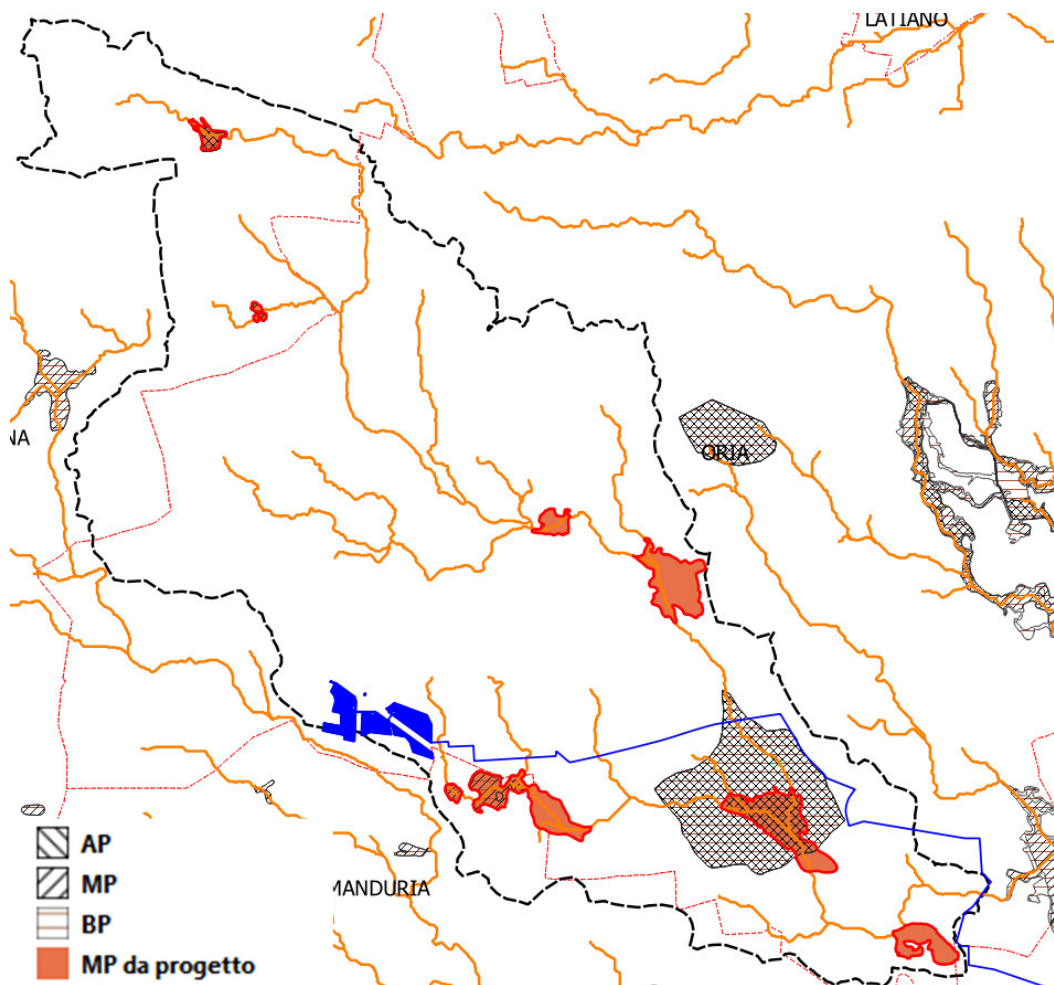 LATIANO
NA
ORIA
MANDURIA
AP
MP
BP
MP da progetto